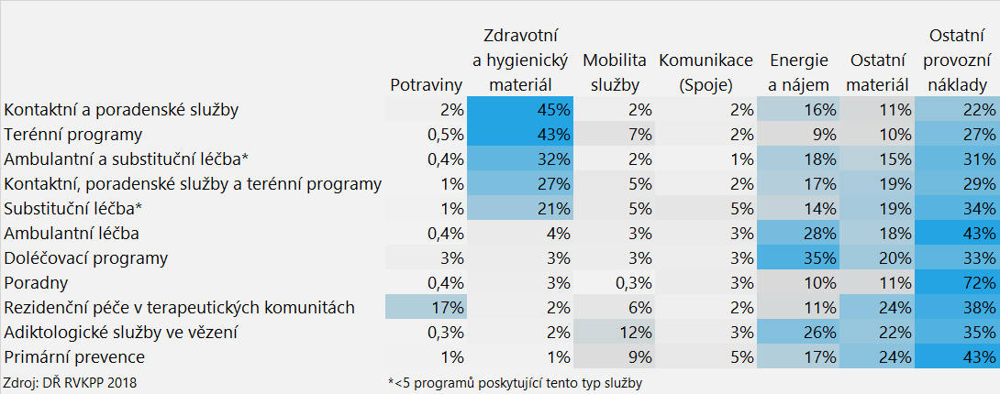 Potraviny Zdravotní a hygienický materiál Mobilita služby Komunikace (Spoje) Energie a nájem Ostatní materiál Ostatní provozní náklady
Kontaktní a poradenské služby 2% 45% 2% 2% 16% 11% 22%
Terénní programy 0,5% 43% 7% 2% 9% 10% 27%
Ambulantní a substituční léčba* 0,4% 32% 2% 1% 18% 15% 31%
Kontaktní, poradenské služby a terénní programy 1% 27% 5% 2% 17% 19% 29%
Substituční léčba* 1% 21% 5% 5% 14% 19% 34%
Ambulantní léčba 0,4% 4% 3% 3% 28% 18% 43%
Doléčovací programy 3% 3% 3% 3% 35% 20% 33%
Poradny 0,4% 3% 0,3% 3% 10% 11% 72%
Rezidenční péče v terapeutických komunitách 17% 2% 6% 2% 11% 24% 38%
Adiktologické služby ve vězení 0,3% 2% 12% 3% 26% 22% 35%
Primární prevence 1% 1% 9% 5% 17% 24% 43%
Zdroj: DŘ RVKPP 2018 *<5 programů poskytující tento typ služby